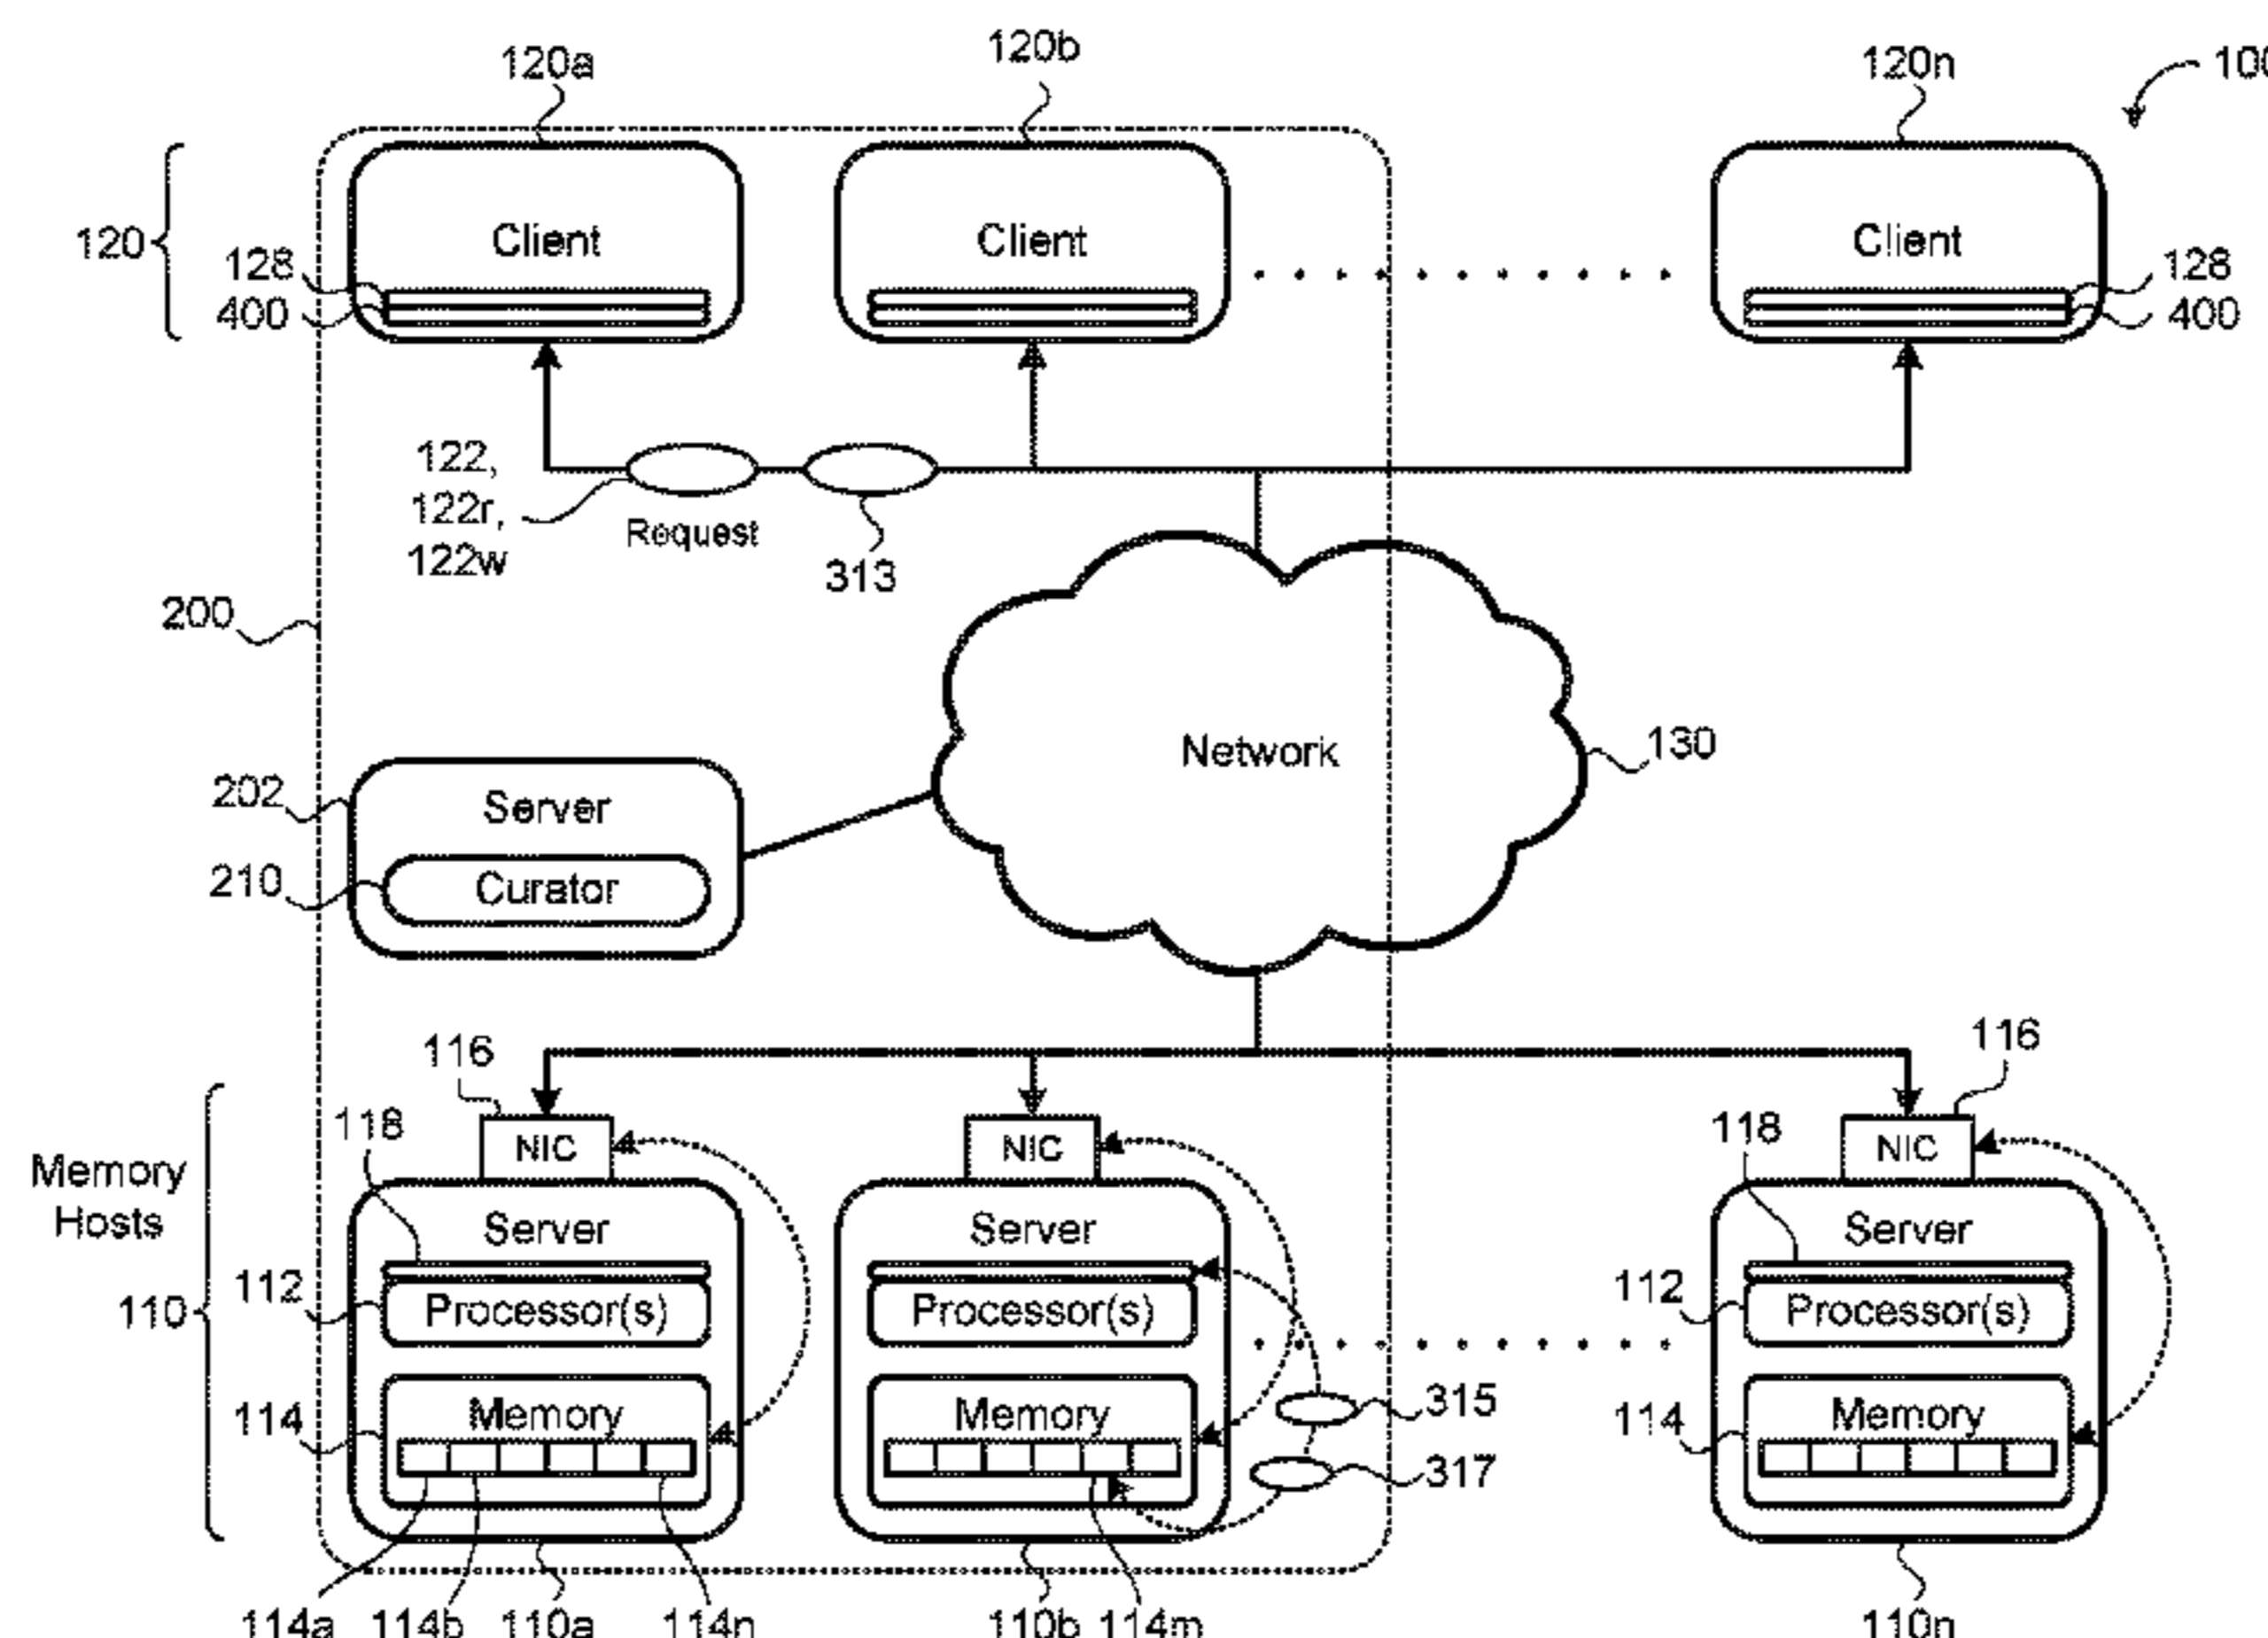 120a
120b
120n
100
120
Client
Client
Client
128
400
128
400
122,
122r,
122w
Request
313
200
Network
130
202
Server
210
Curator
116
116
118
NIC
NIC
118
NIC
Memory
Hosts
Server
Server
Server
110
112
Processor(s)
Processor(s)
112
Processor(s)
114
Memory
Memory
315
114
Memory
317
114a
114b
110a
114n
110b
114m
110n